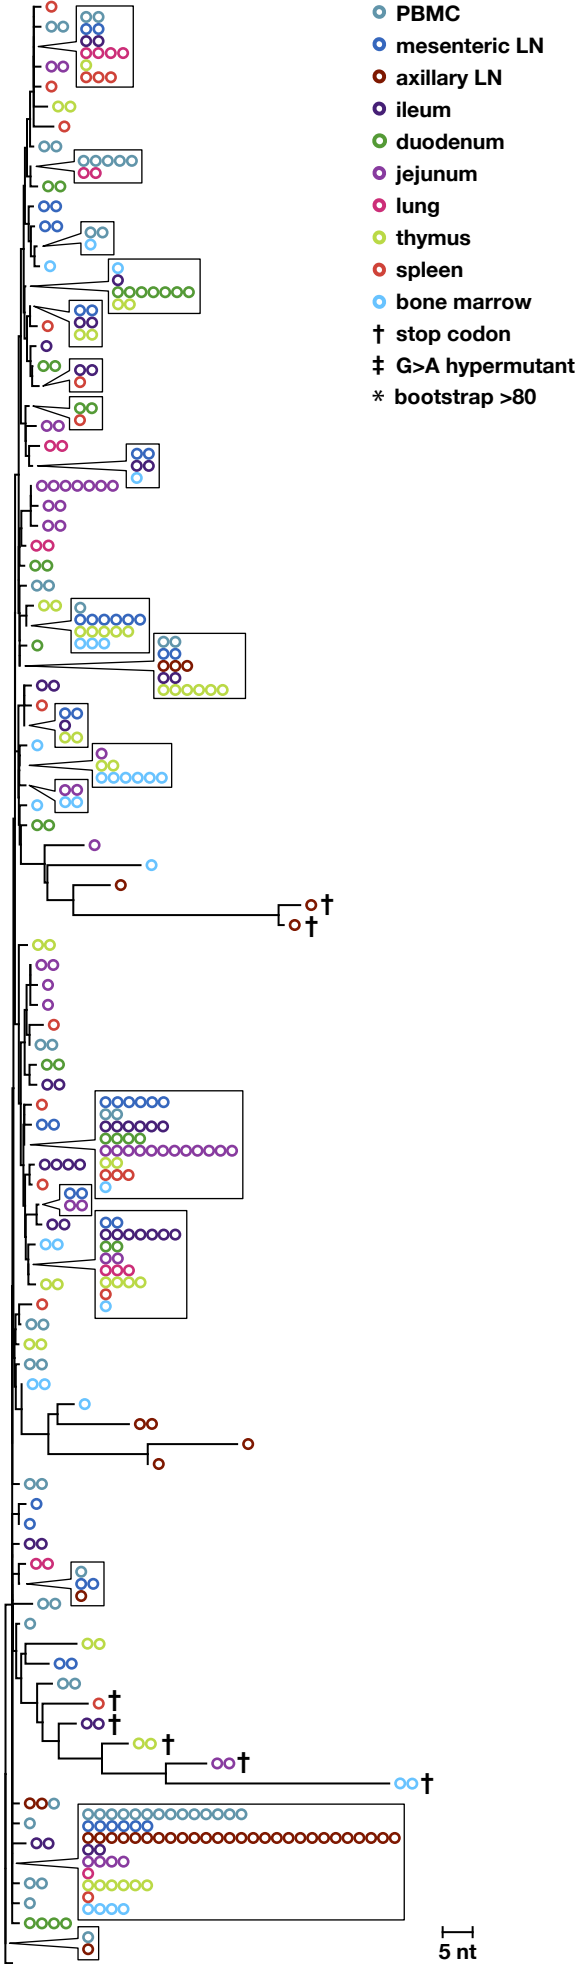 PBMC
mesenteric LN
axillary LN
ileum
duodenum
jejunum
lung
thymus
spleen
bone marrow
† stop codon
‡ G>A hypermutant
* bootstrap >80
†
†
†
†
†
†
†
5 nt